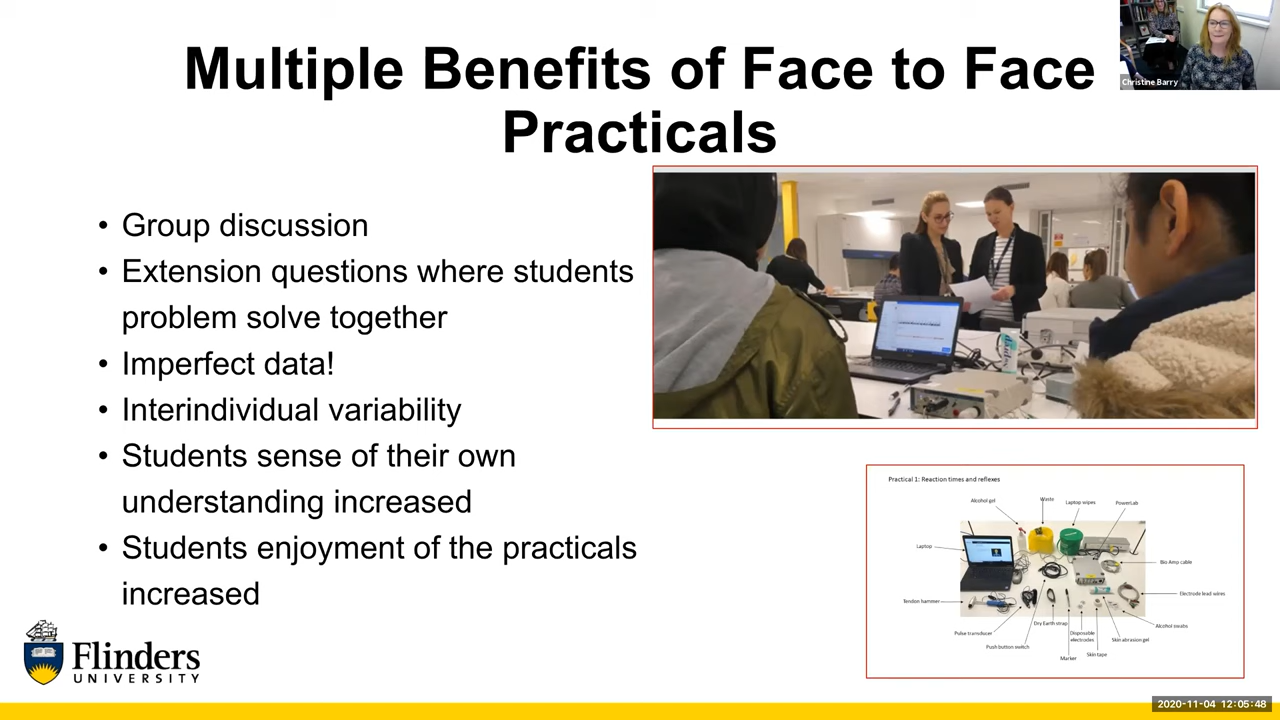 Multiple Benefits of Face to Face
Practicals
Christine Barry
• Group discussion
• Extension questions where students
problem solve together
• Imperfect data!
• Interindividual variability
• Students sense of their own
understanding increased
• Students enjoyment of the practicals
increased
Practical 1: Reaction times and reflexes
Alcohol gel
Waste
Laptop wipes
PowerLab
Laptop
Bio Amp cable
Electrode lead wires
Tendon hammer
Alcohol swabs
Dry Earth strap
Pulse transducer
Disposable
electrodes
Skin abrasion gel
Push button switch
Skin tape
Marker
Flinders
UNIVERSITY
2020-11-04 12:05:48